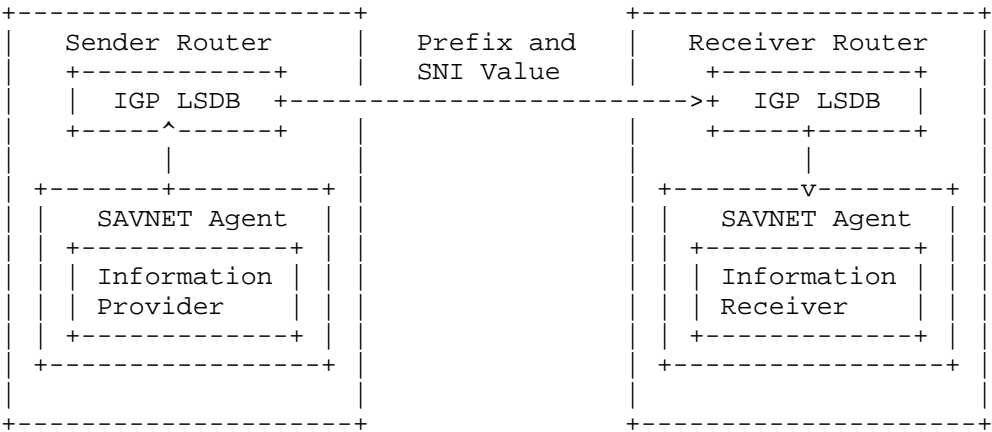 Sender Router Prefix and Receiver Router
SNI Value
IGP LSDB IGP LSDB
SAVNET Agent SAVNET Agent
Information Information
Provider Receiver